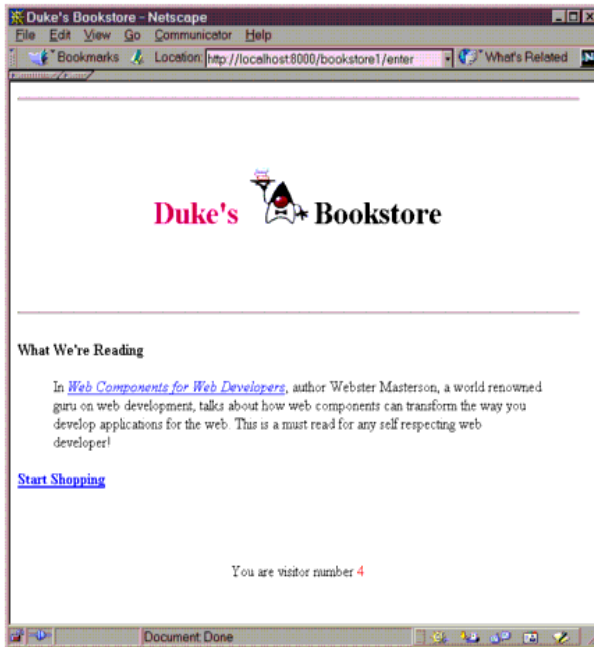 Duke's Bookstore - Netscape
File Edit View Go Communicator Help
Bookmarks Location: http://localhost:8000/bookstore1/enter What's Related N
Duke's Bookstore
What We're Reading
In Web Components for Web Developers, author Webster Masterson, a world renowned
guru on web development, talks about how web components can transform the way you
develop applications for the web. This is a must read for any self respecting web
developer!
Start Shopping
You are visitor number 4
Document: Done